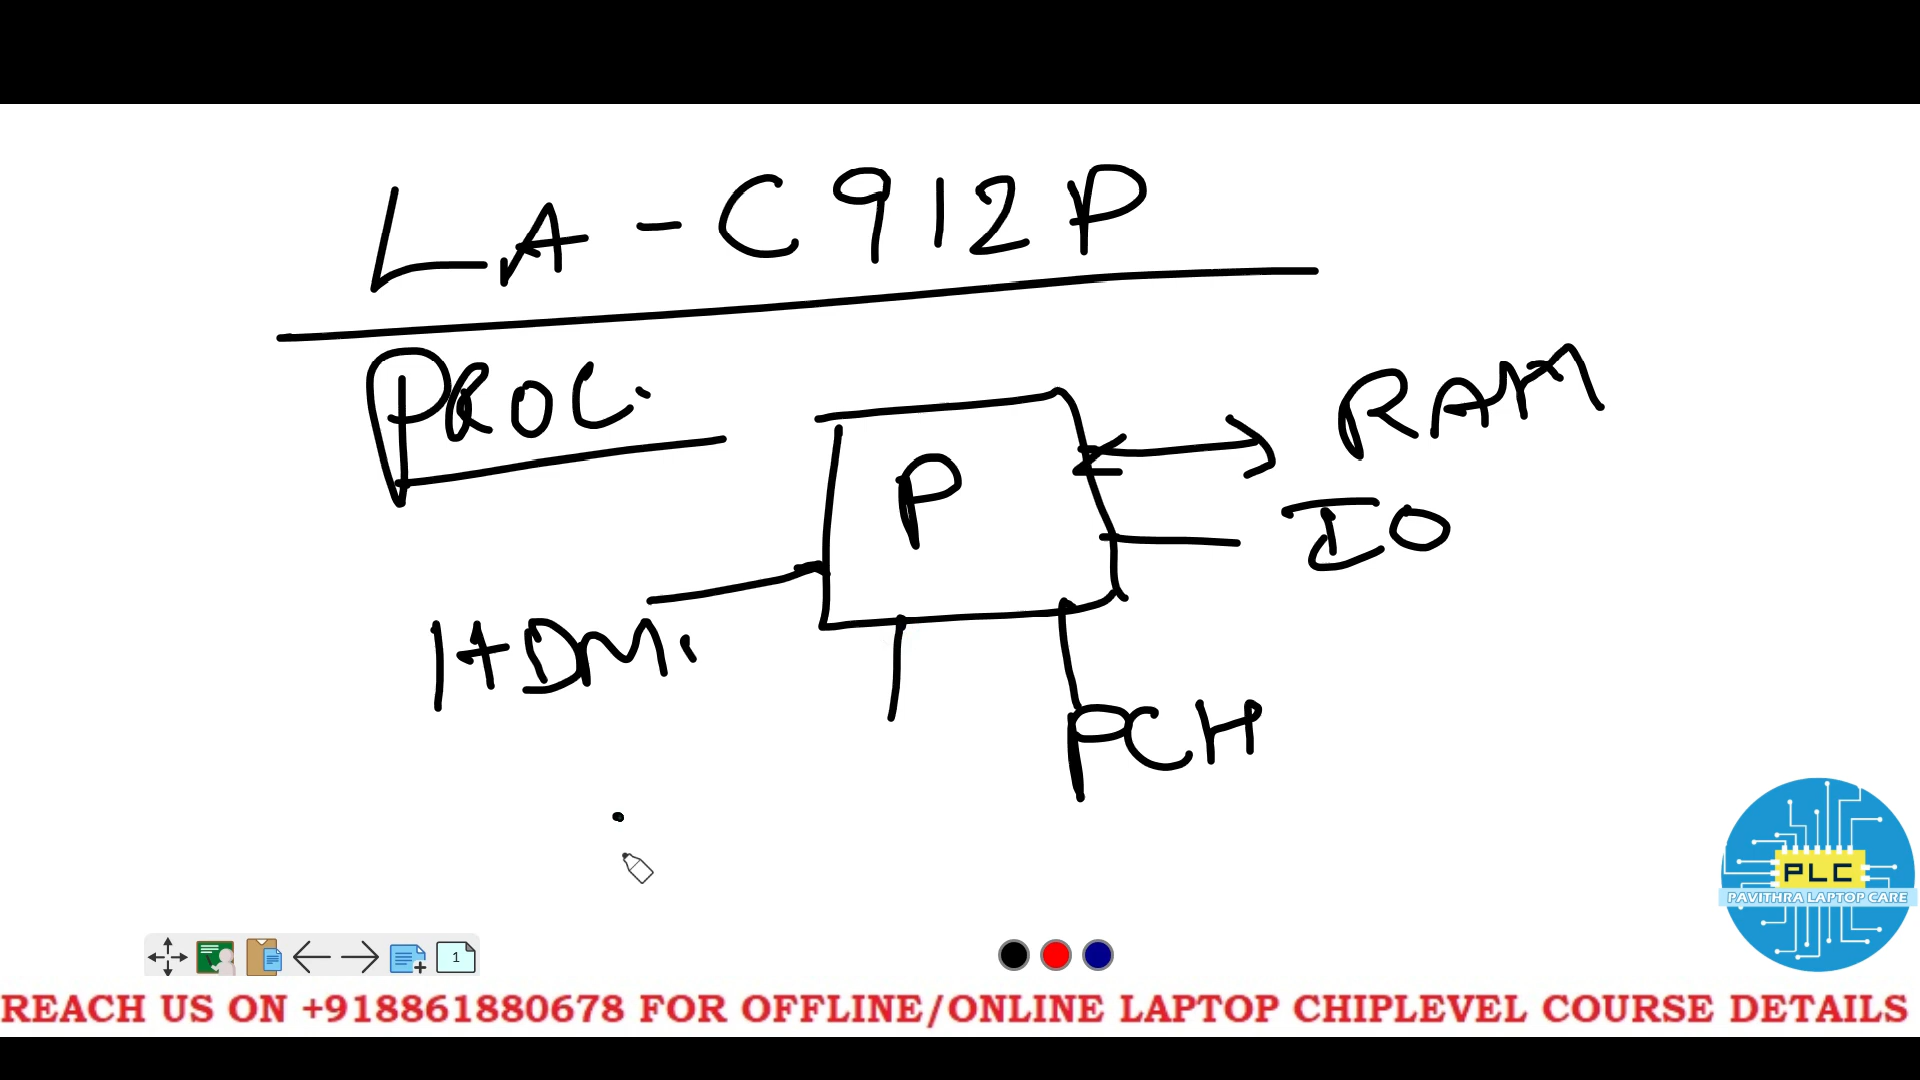 LA-C912P
PROC.
P
RAM
IO
HDMI
PCH
PLC
PAVITHRA LAPTOP CARE
1
REACH US ON +918861880678 FOR OFFLINE/ONLINE LAPTOP CHIPLEVEL COURSE DETAILS